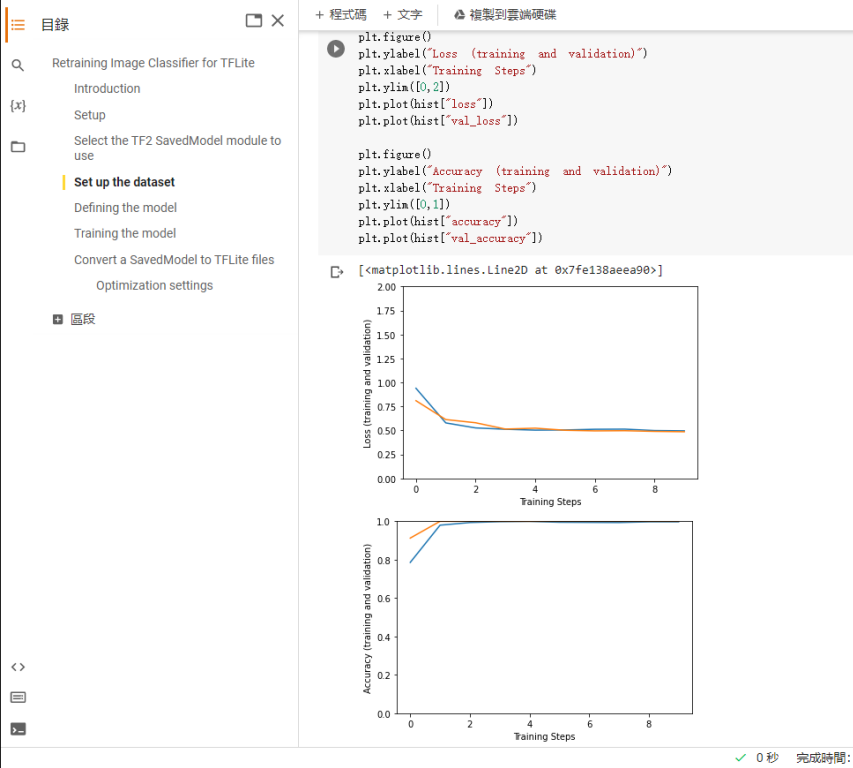 目錄
Retraining Image Classifier for TFLite
Introduction
Setup
Select the TF2 SavedModel module to
use
Set up the dataset
Defining the model
Training the model
Convert a SavedModel to TFLite files
Optimization settings
區段
{x}
+ 程式碼 + 文字 複製到雲端硬碟
plt.figure()
plt.ylabel("Loss (training and validation)")
plt.xlabel("Training Steps")
plt.ylim([0,2])
plt.plot(hist["loss"])
plt.plot(hist["val_loss"])
plt.figure()
plt.ylabel("Accuracy (training and validation)")
plt.xlabel("Training Steps")
plt.ylim([0,1])
plt.plot(hist["accuracy"])
plt.plot(hist["val_accuracy"])
[<matplotlib.lines.Line2D at 0x7fe138aeea90>]
Loss (training and validation)
2.00
1.75
1.50
1.25
1.00
0.75
0.50
0.25
0.00
0 2 4 6 8
Training Steps
Accuracy (training and validation)
1.0
0.8
0.6
0.4
0.2
0.0
0 2 4 6 8
Training Steps
0 秒 完成時間: